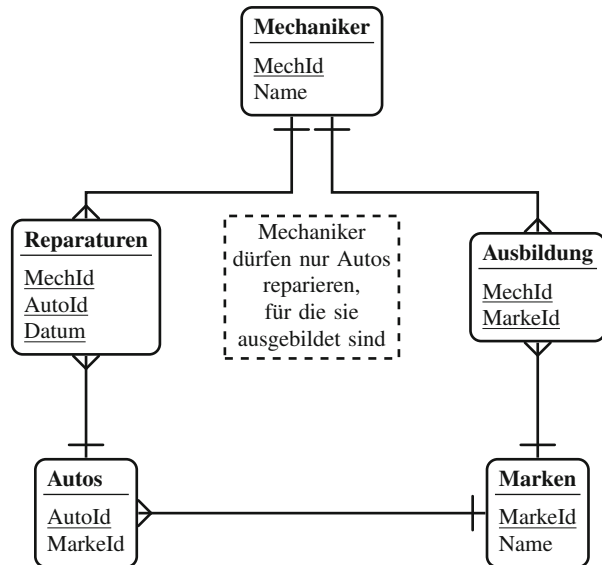 Mechaniker
MechId
Name
Mechaniker
dürfen nur Autos
reparieren,
für die sie
ausgebildet sind
Reparaturen
MechId
AutoId
Datum
Ausbildung
MechId
MarkeId
Autos
AutoId
MarkeId
Marken
MarkeId
Name